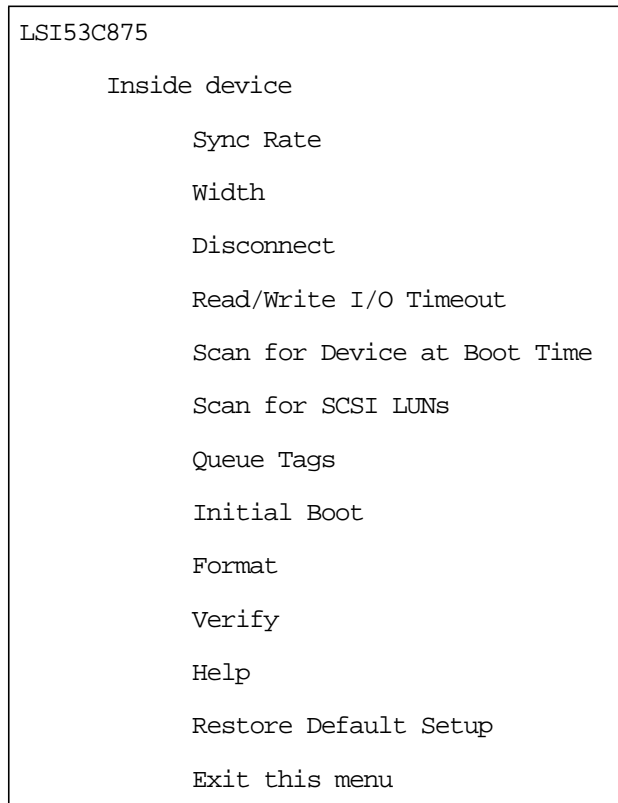 LSI53C875
Inside device
Sync Rate
Width
Disconnect
Read/Write I/O Timeout
Scan for Device at Boot Time
Scan for SCSI LUNs
Queue Tags
Initial Boot
Format
Verify
Help
Restore Default Setup
Exit this menu